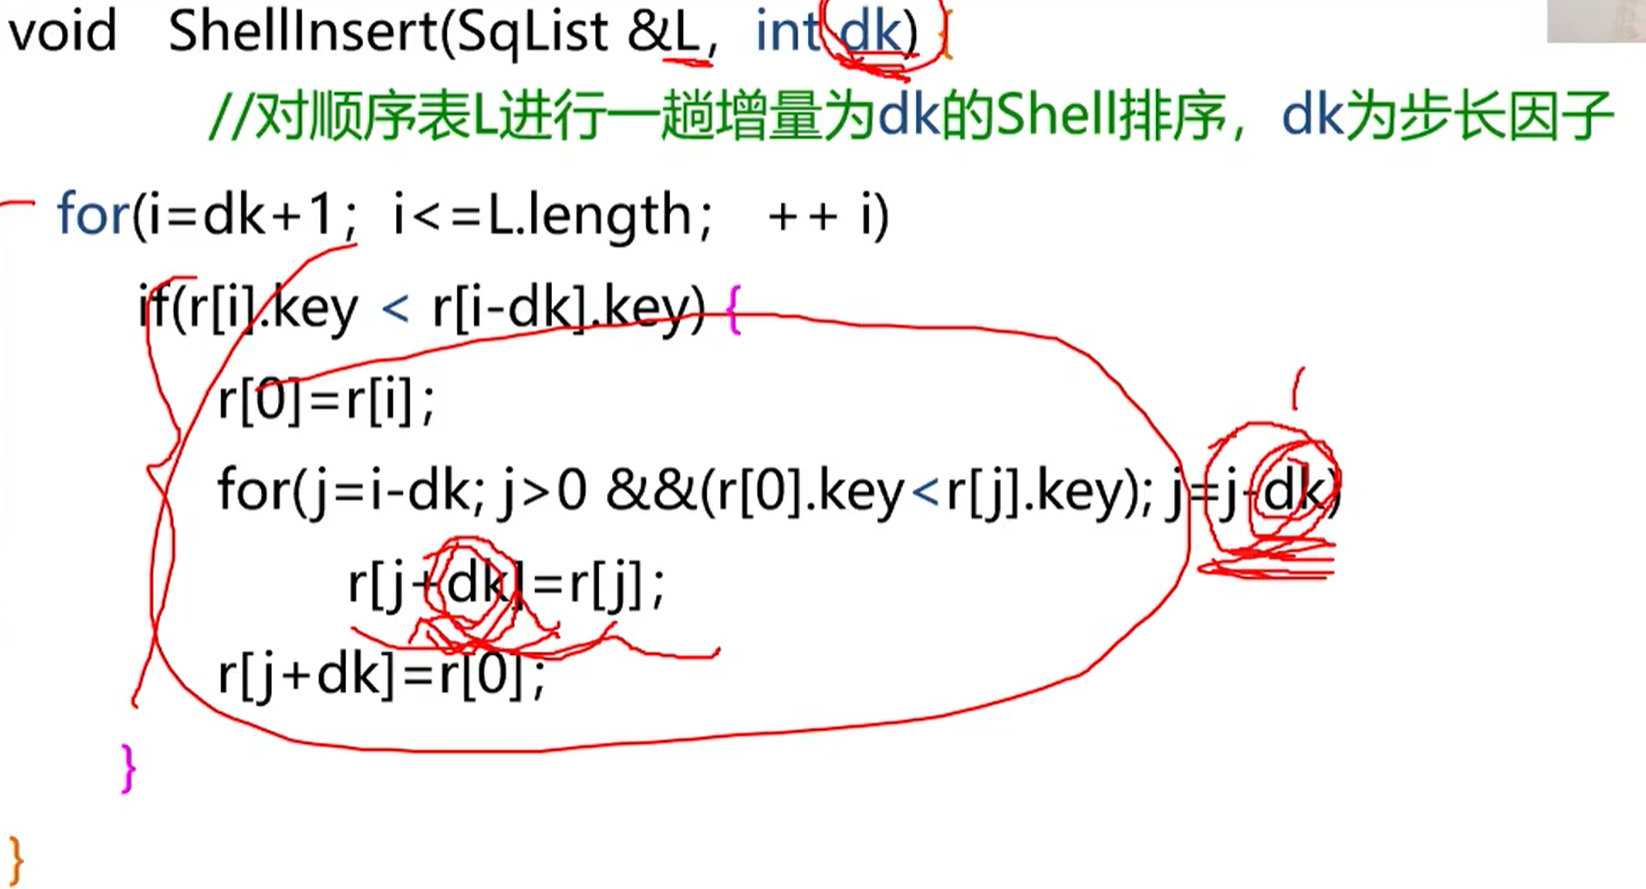 void ShellInsert(SqList &L, int dk) {
//对顺序表L进行一趟增量为dk的Shell排序，dk为步长因子
for(i=dk+1; i<=L.length; ++ i)
if(r[i].key < r[i-dk].key) {
r[0]=r[i];
for(j=i-dk; j>0 &&(r[0].key<r[j].key); j=j-dk)
r[j+dk]=r[j];
r[j+dk]=r[0];
}
}